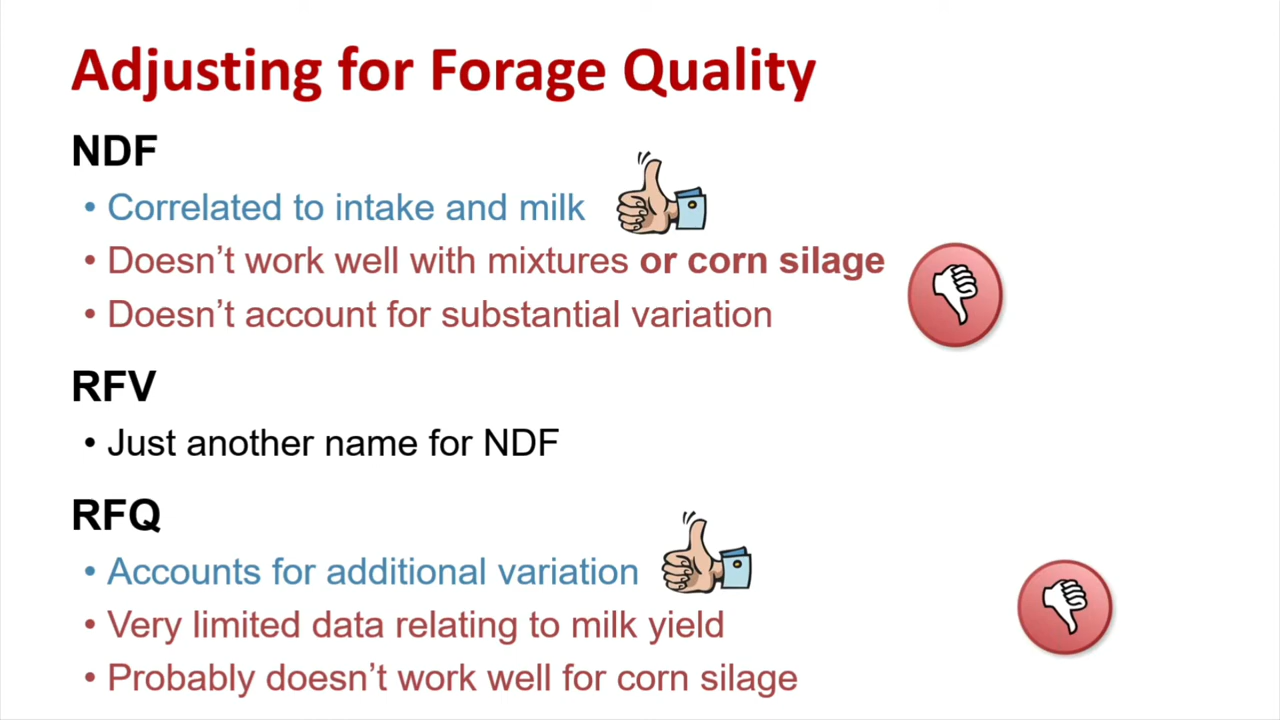 Adjusting for Forage Quality
NDF
• Correlated to intake and milk
• Doesn’t work well with mixtures or corn silage
• Doesn’t account for substantial variation
RFV
• Just another name for NDF
RFQ
• Accounts for additional variation
• Very limited data relating to milk yield
• Probably doesn’t work well for corn silage